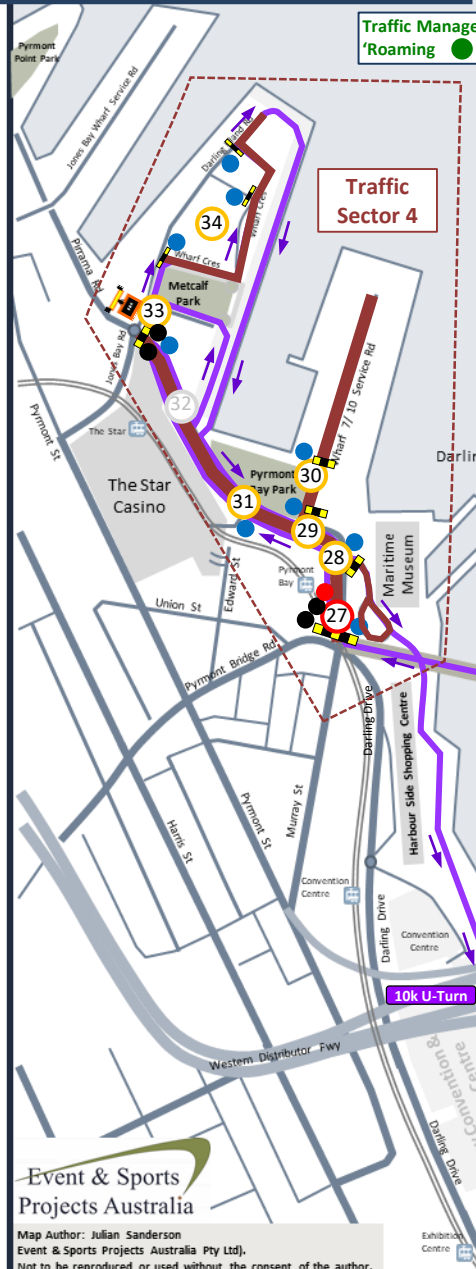 Traffic Manage
'Roaming
Pyrmont
Point Park
Jones Bay Wharf Service Rd
Pirrama Rd
Wharf Cres
34
Wharf Cres
Traffic
Sector 4
Metcalf
Park
33
Jones Bay Rd
32
Pyrmont St
The Star
The Star
Casino
Wharf 7/ 10 Service Rd
Darlin
30
Pyrmont
Bay Park
31
29
28
Maritime
Museum
Pyrmont
Bay
Edward St
Union St
27
Pyrmont Bridge Rd
Darling Drive
Harbour Side Shopping Centre
Murray St
Pyrmont St
Harris St
Convention
Centre
Darling Drive
Convention
Centre
10k U-Turn
Western Distributor Fwy
Convention &
Centre
Darling Drive
Exhibition
Centre
Event & Sports
Projects Australia
Map Author: Julian Sanderson
Event & Sports Projects Australia Pty Ltd).
Not to be reproduced or used without the consent of the author.